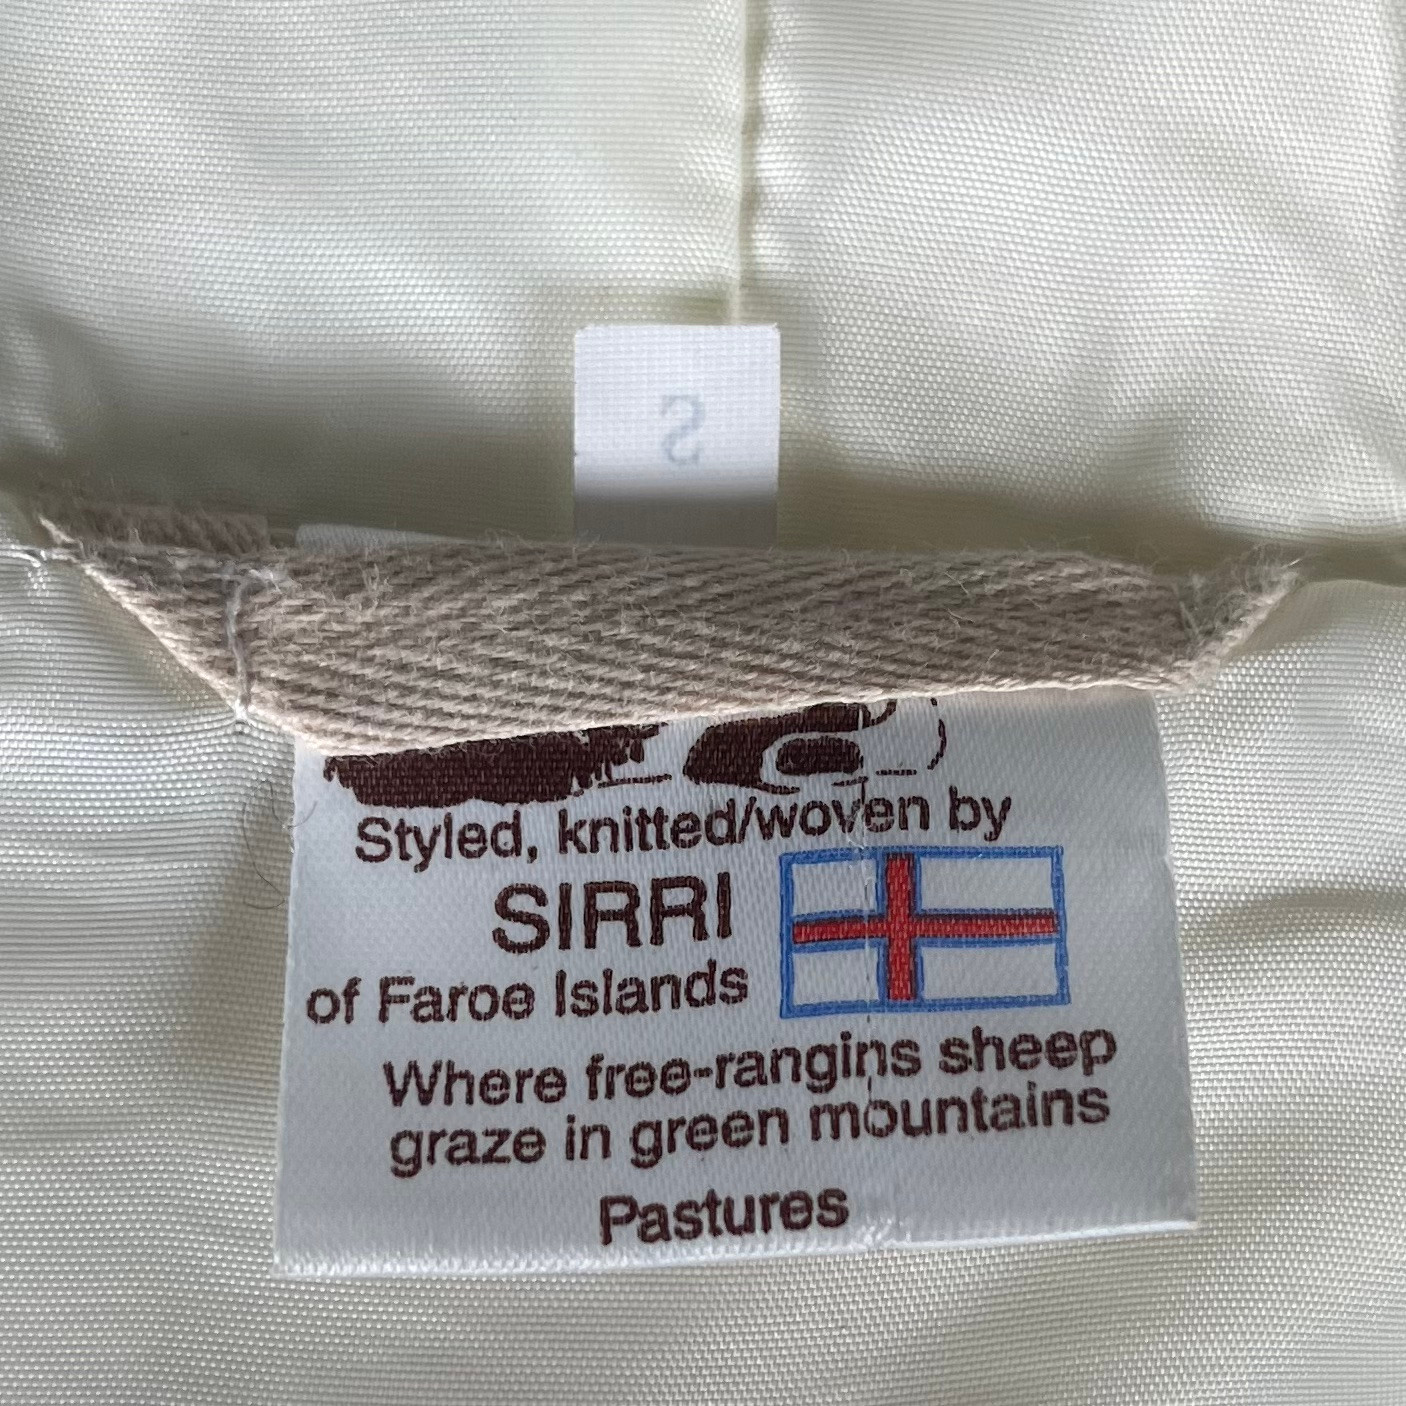 S
Styled, knitted/woven by
SIRRI
of Faroe Islands
Where free-rangins sheep
graze in green mountains
Pastures